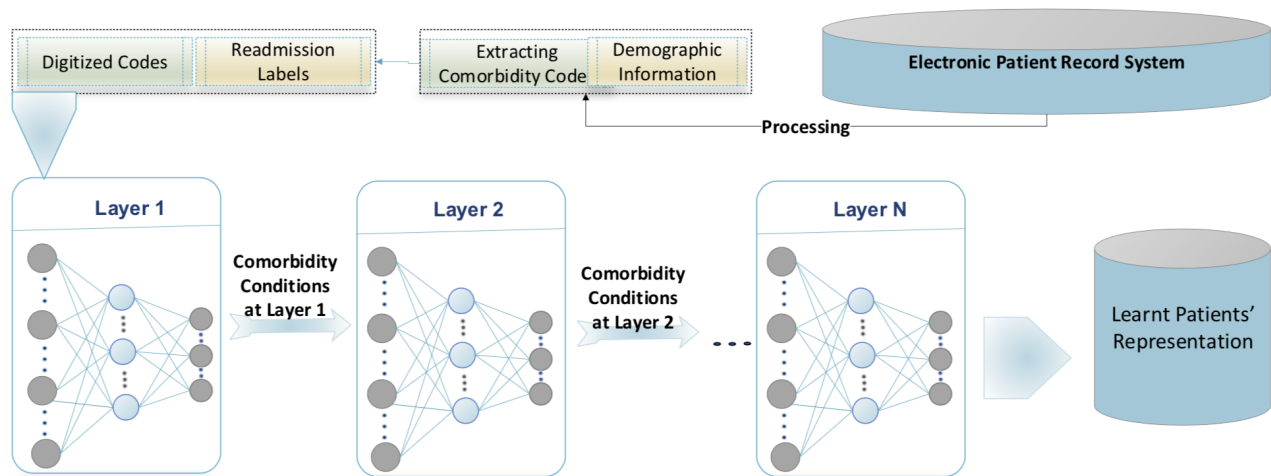 Digitized Codes
Readmission
Labels
Extracting
Comorbidity Code
Demographic
Information
Electronic Patient Record System
Processing
Layer 1
Comorbidity
Conditions
at Layer 1
Layer 2
Comorbidity
Conditions
at Layer 2
Layer N
Learnt Patients’
Representation